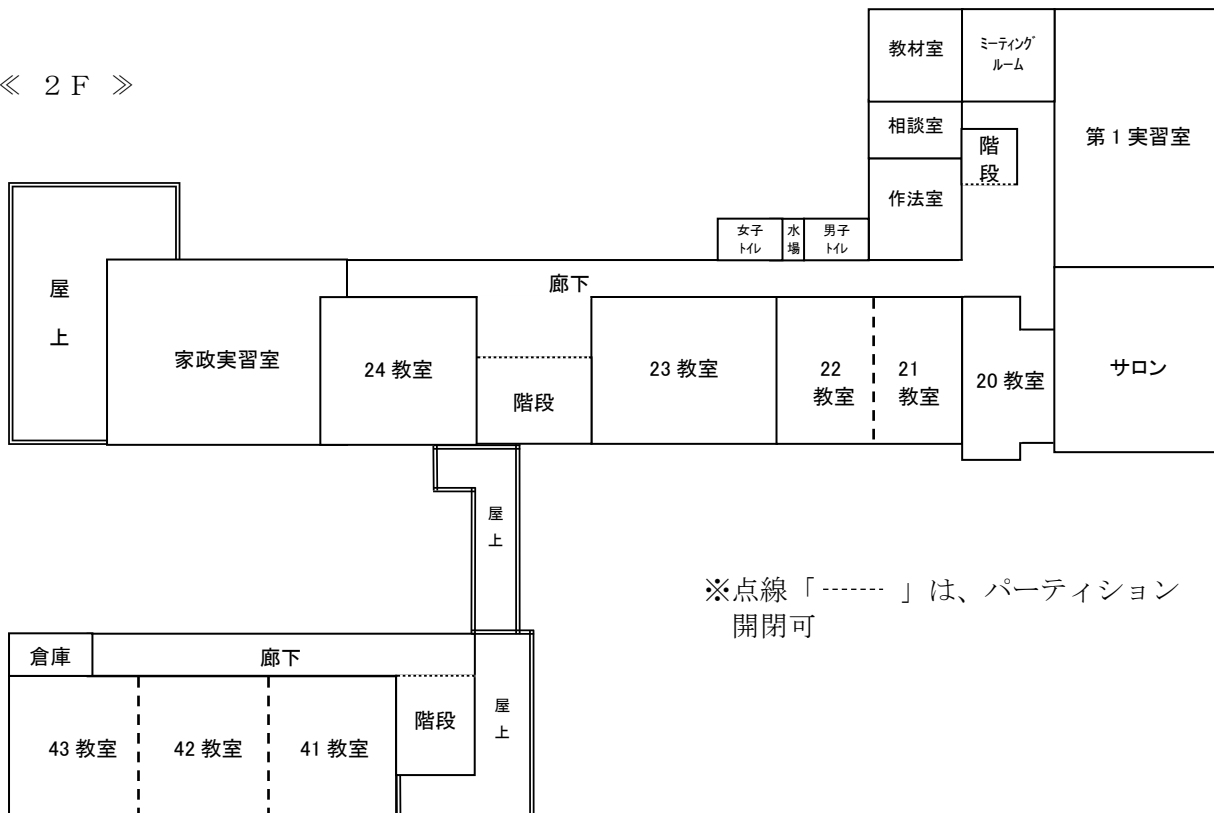 ≪ 2F ≫
教材室
ミーティング
ルーム
第1実習室
相談室
階
段
作法室
女子
トイレ
水
場
男子
トイレ
廊下
屋
上
家政実習室
24 教室
階段
23 教室
22
教室
21
教室
20 教室
サロン
屋
上
※点線「 ------- 」は、パーティション
開閉可
倉庫
廊下
43 教室
42 教室
41 教室
階段
屋
上